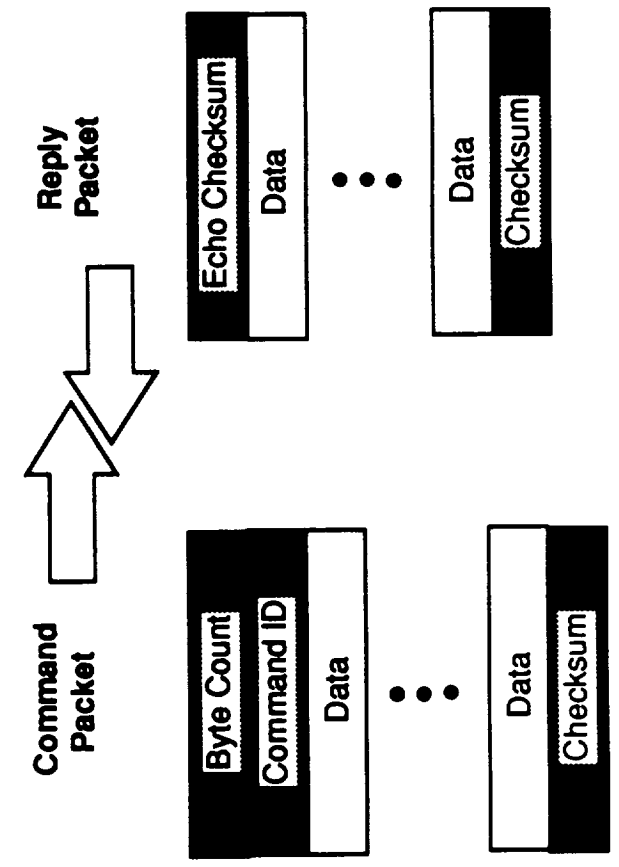 Command
Packet
Byte Count
Command ID
Data
Data
Checksum
Reply
Packet
Echo Checksum
Data
Data
Checksum